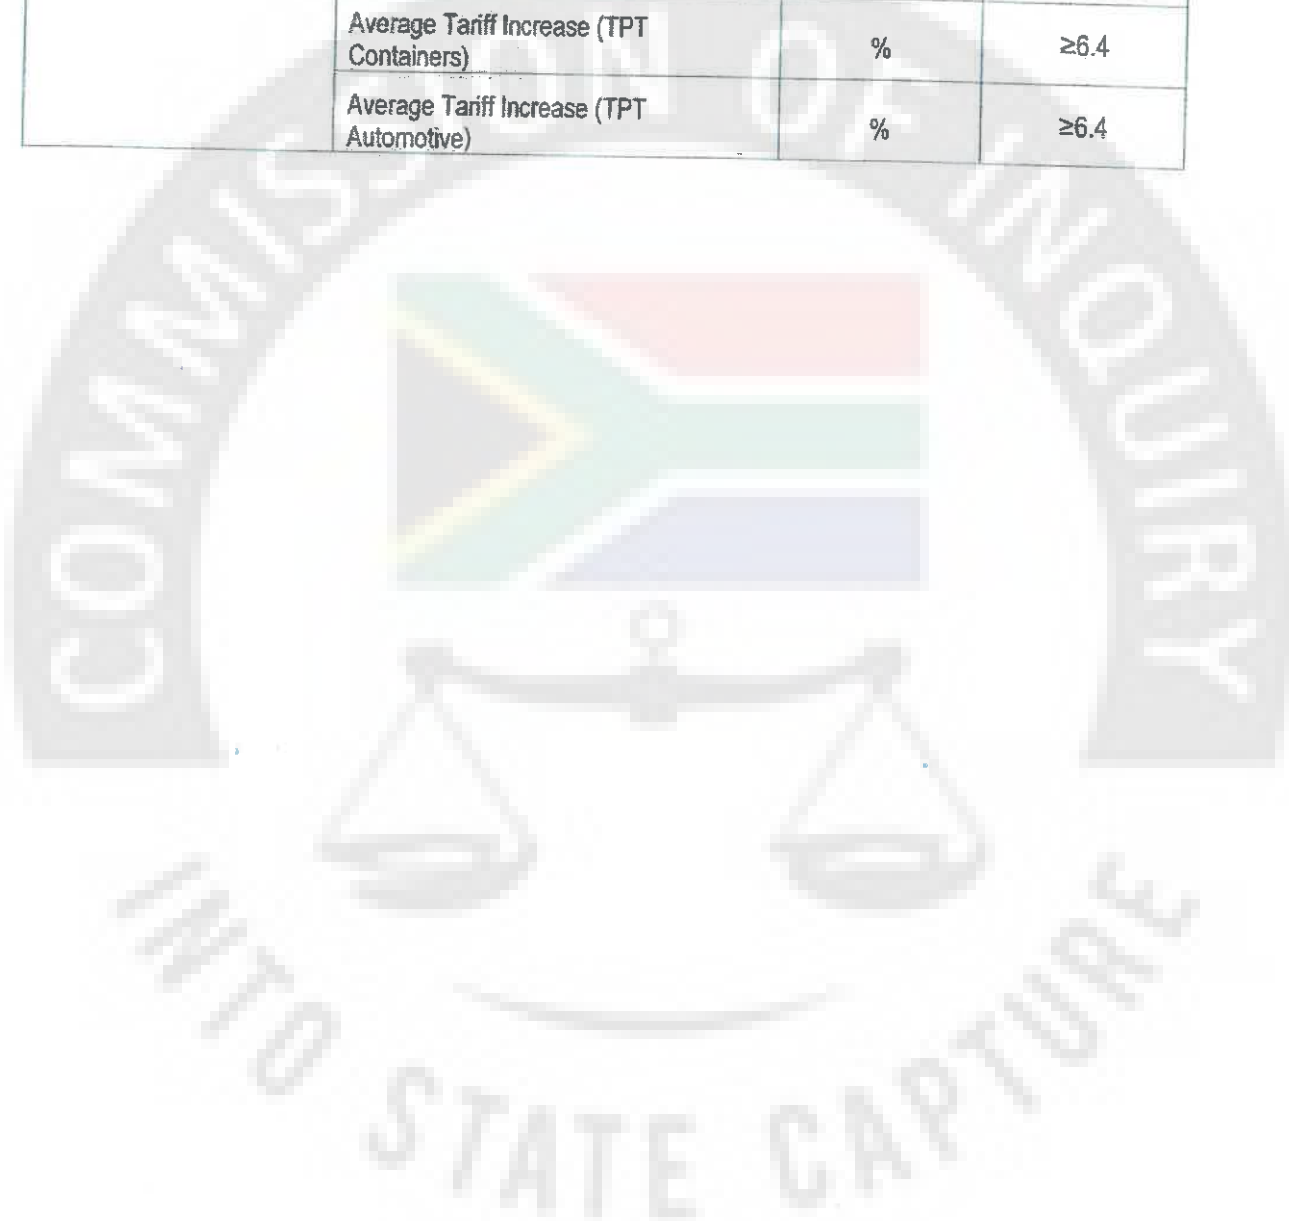 Average Tariff Increase (TPT
Containers)
%
≥6.4
Average Tariff Increase (TPT
Automotive)
%
≥6.4
COMMISSION OF INQUIRY
INTO STATE CAPTURE